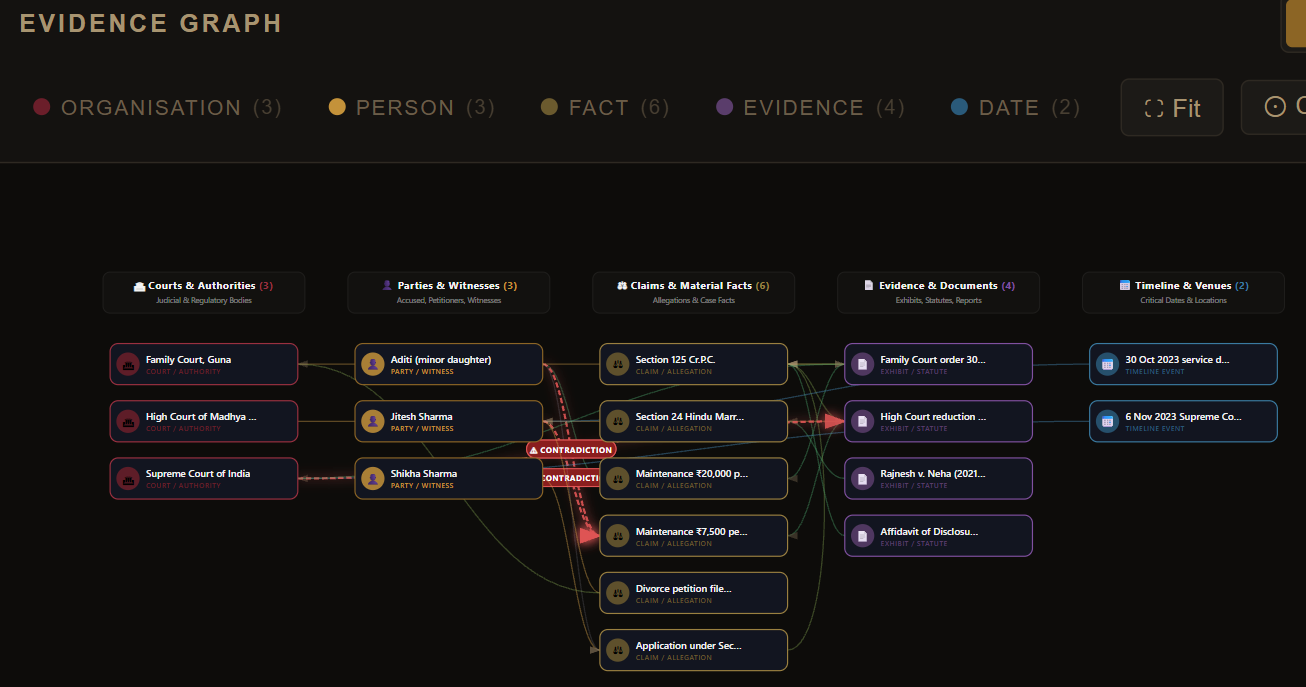 EVIDENCE GRAPH
ORGANISATION (3) PERSON (3) FACT (6) EVIDENCE (4) DATE (2) Fit
Courts & Authorities (3)
Judicial & Regulatory Bodies
Parties & Witnesses (3)
Accused, Petitioners, Witnesses
Claims & Material Facts (6)
Allegations & Case Facts
Evidence & Documents (4)
Exhibits, Statutes, Reports
Timeline & Venues (2)
Critical Dates & Locations
Family Court, Guna
COURT / AUTHORITY
High Court of Madhya ...
COURT / AUTHORITY
Supreme Court of India
COURT / AUTHORITY
Aditi (minor daughter)
PARTY / WITNESS
Jitesh Sharma
PARTY / WITNESS
Shikha Sharma
PARTY / WITNESS
CONTRADICTION
CONTRADICTI
Section 125 Cr.P.C.
CLAIM / ALLEGATION
Section 24 Hindu Marr...
CLAIM / ALLEGATION
Maintenance ₹20,000 p...
CLAIM / ALLEGATION
Maintenance ₹7,500 pe...
CLAIM / ALLEGATION
Divorce petition file...
CLAIM / ALLEGATION
Application under Sec...
CLAIM / ALLEGATION
Family Court order 30...
EXHIBIT / STATUTE
High Court reduction ...
EXHIBIT / STATUTE
Rajnesh v. Neha (2021...
EXHIBIT / STATUTE
Affidavit of Disclosu...
EXHIBIT / STATUTE
30 Oct 2023 service d...
TIMELINE EVENT
6 Nov 2023 Supreme Co...
TIMELINE EVENT